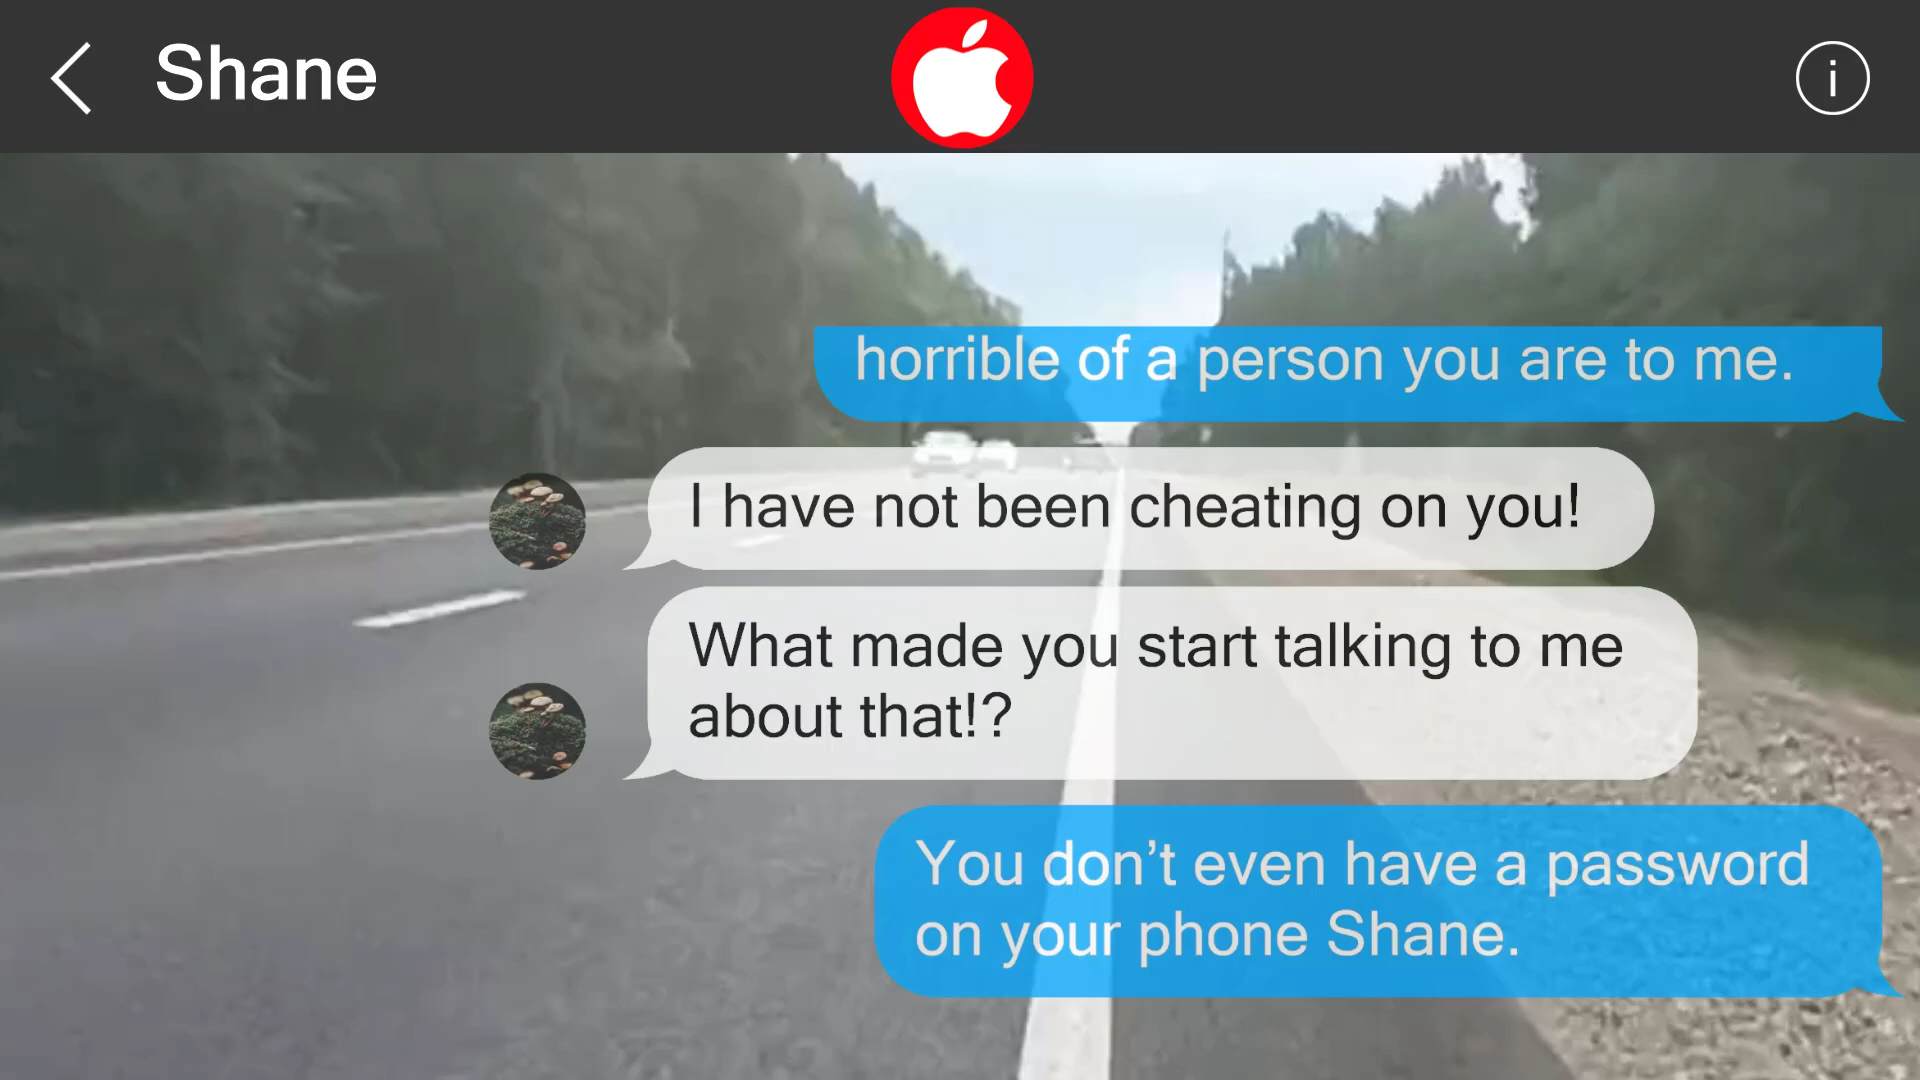 Shane
i
horrible of a person you are to me.
I have not been cheating on you!
What made you start talking to me
about that!?
You don’t even have a password
on your phone Shane.